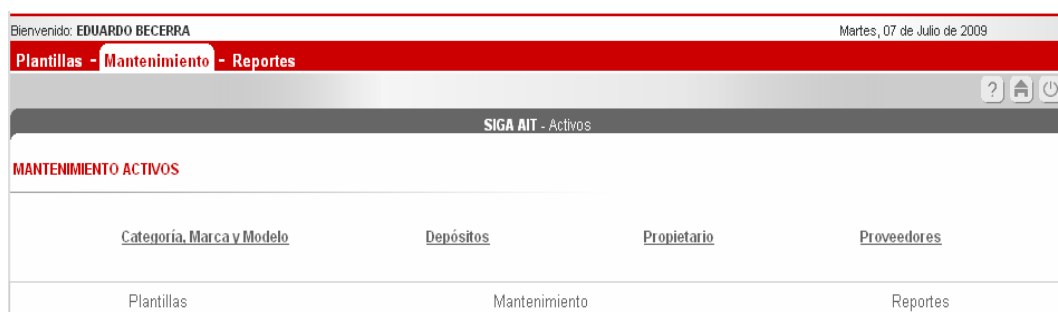 Bienvenido: EDUARDO BECERRA Martes, 07 de Julio de 2009
Plantillas - Mantenimiento - Reportes
?
SIGA AIT - Activos
MANTENIMIENTO ACTIVOS
Categoría, Marca y Modelo Depósitos Propietario Proveedores
Plantillas Mantenimiento Reportes